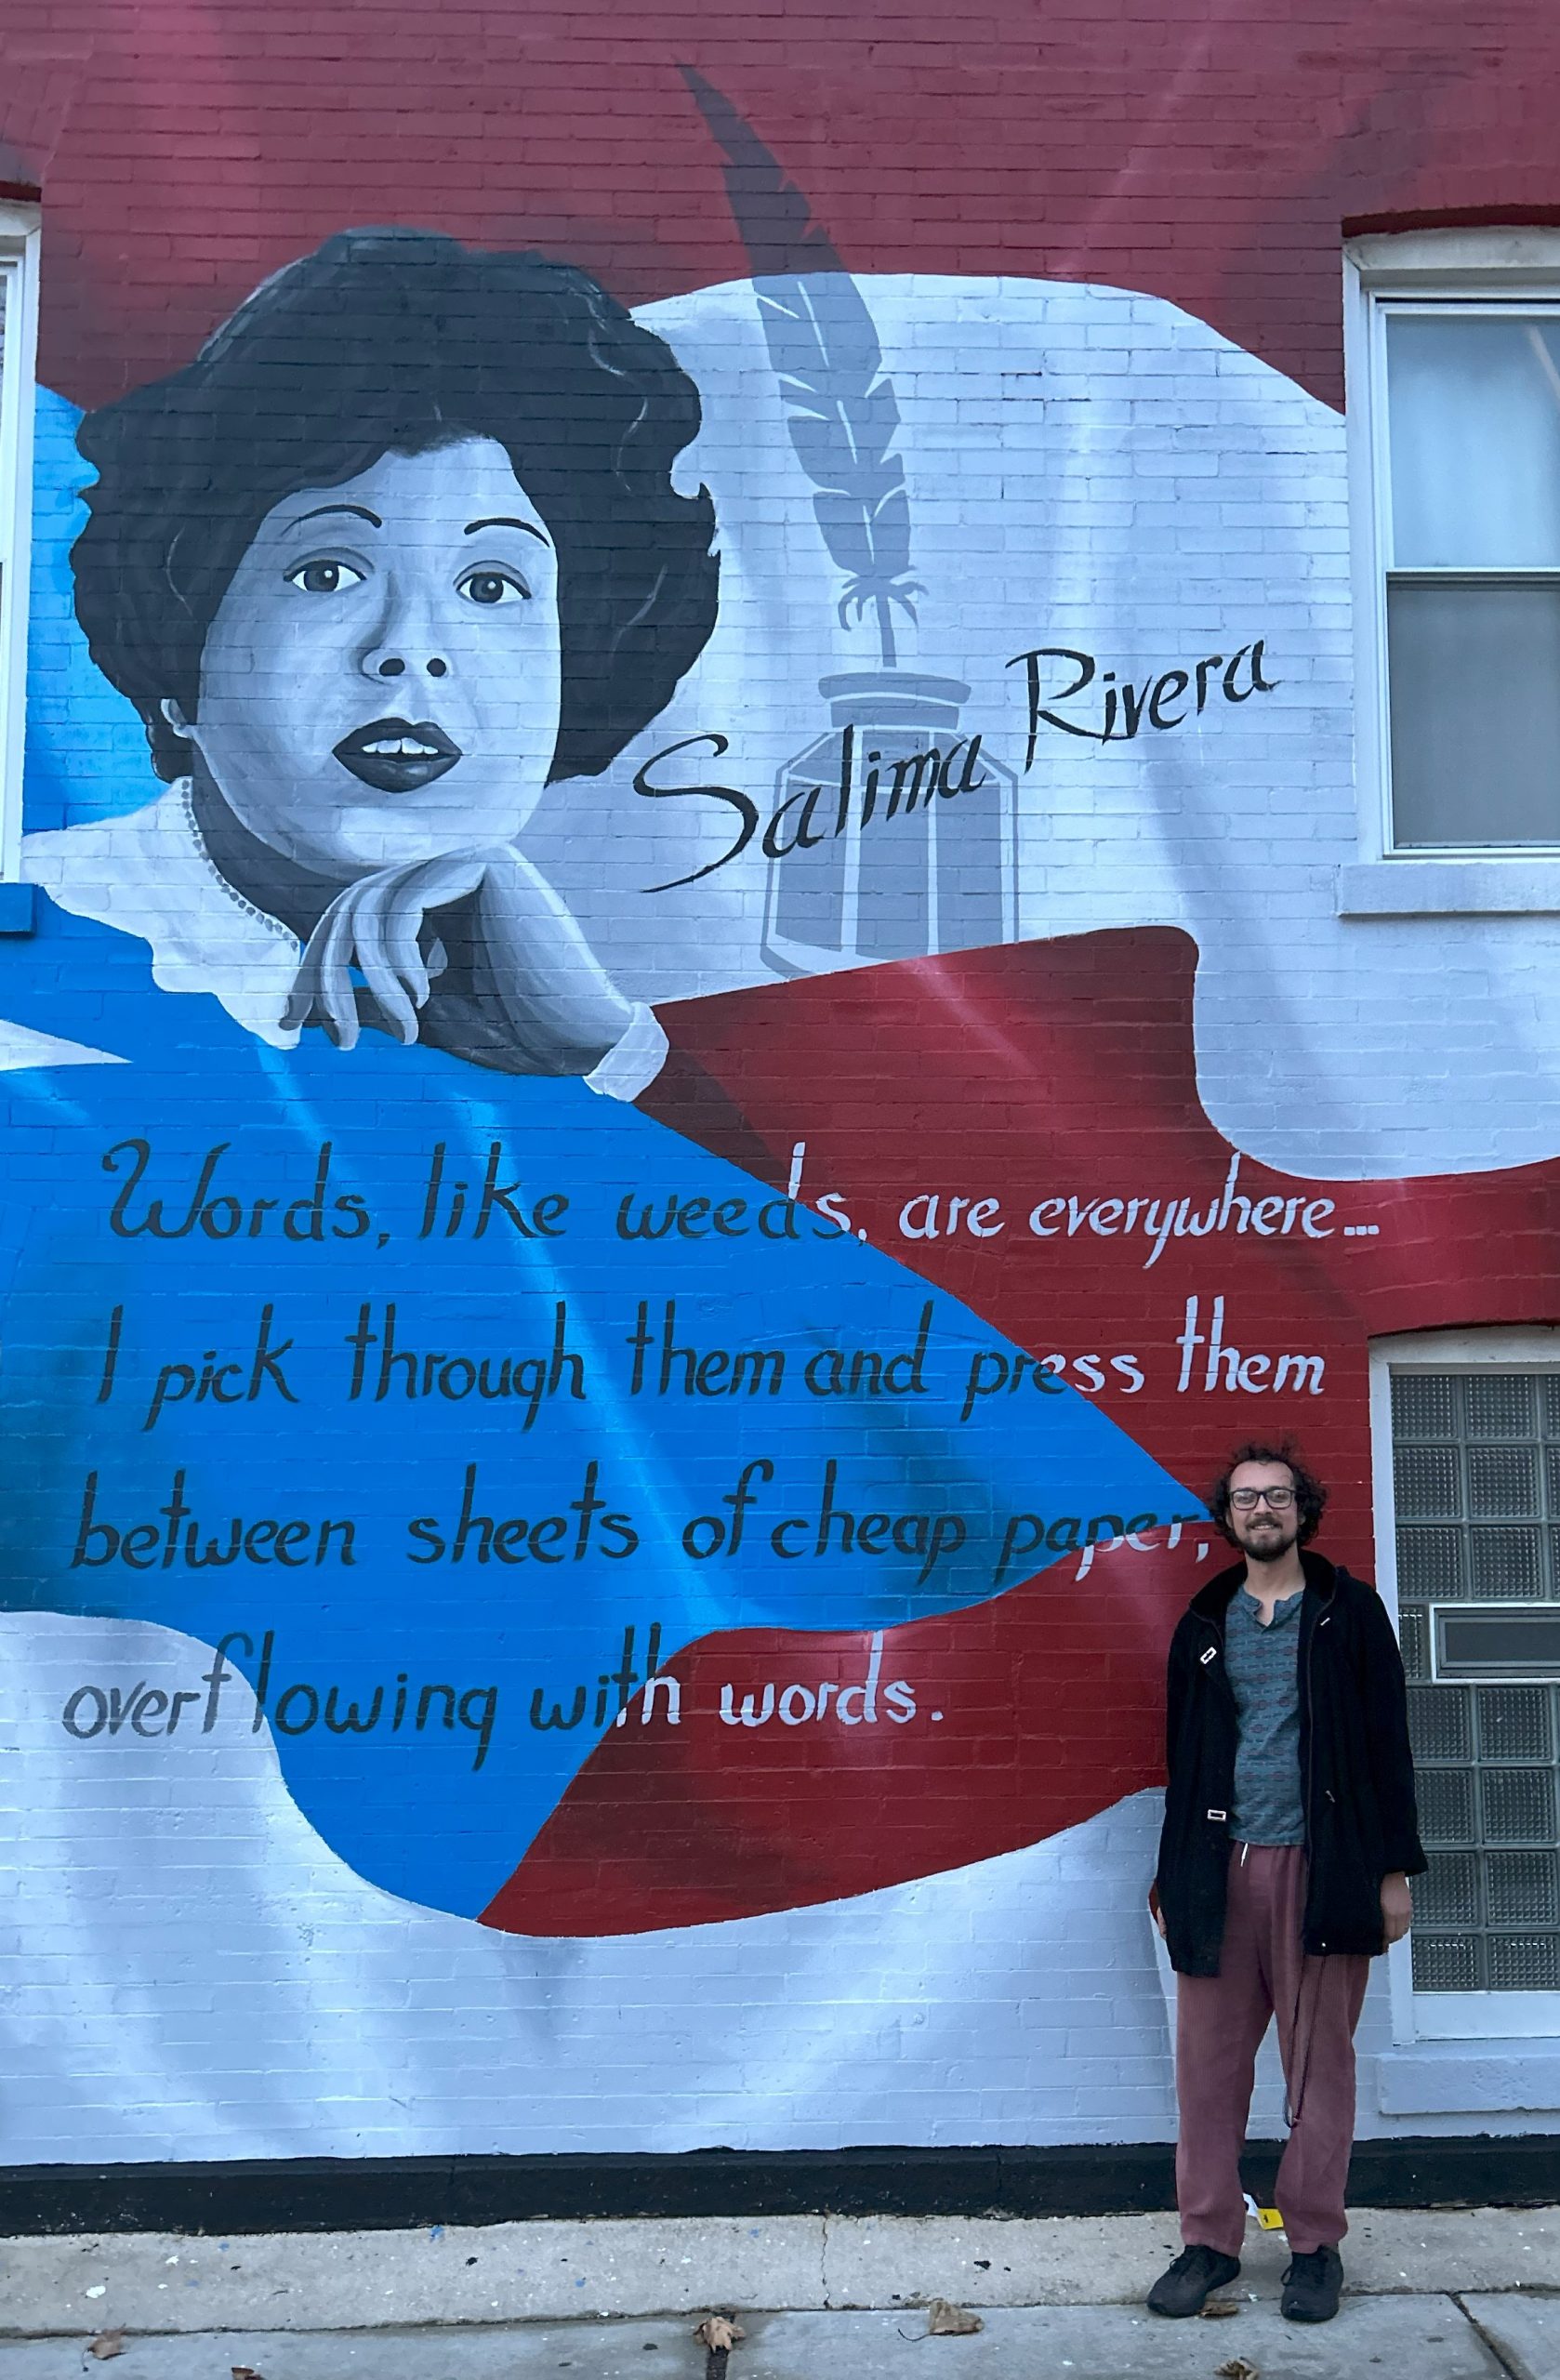 Salima Rivera
Words, like weeds, are everywhere...
I pick through them and press them
between sheets of cheap paper,
overflowing with words.